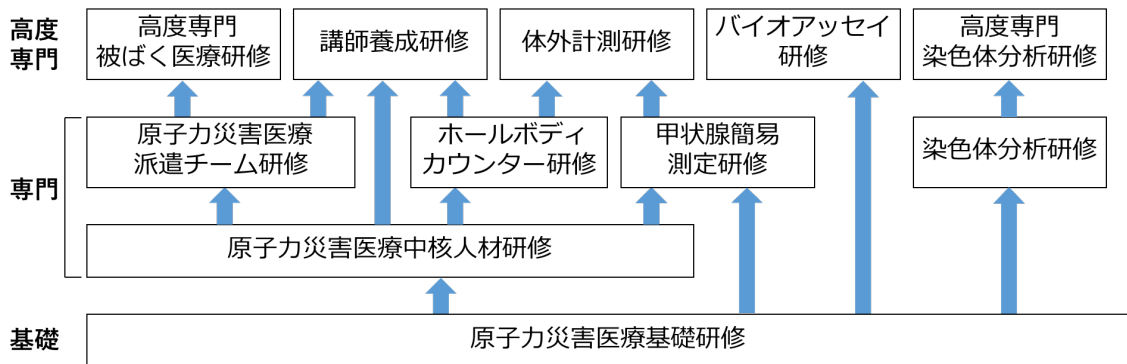 高度
専門
高度専門
被ばく医療研修
講師養成研修
体外計測研修
バイオアッセイ
研修
高度専門
染色体分析研修
専門
原子力災害医療
派遣チーム研修
ホールボディ
カウンター研修
甲状腺簡易
測定研修
染色体分析研修
原子力災害医療中核人材研修
基礎
原子力災害医療基礎研修